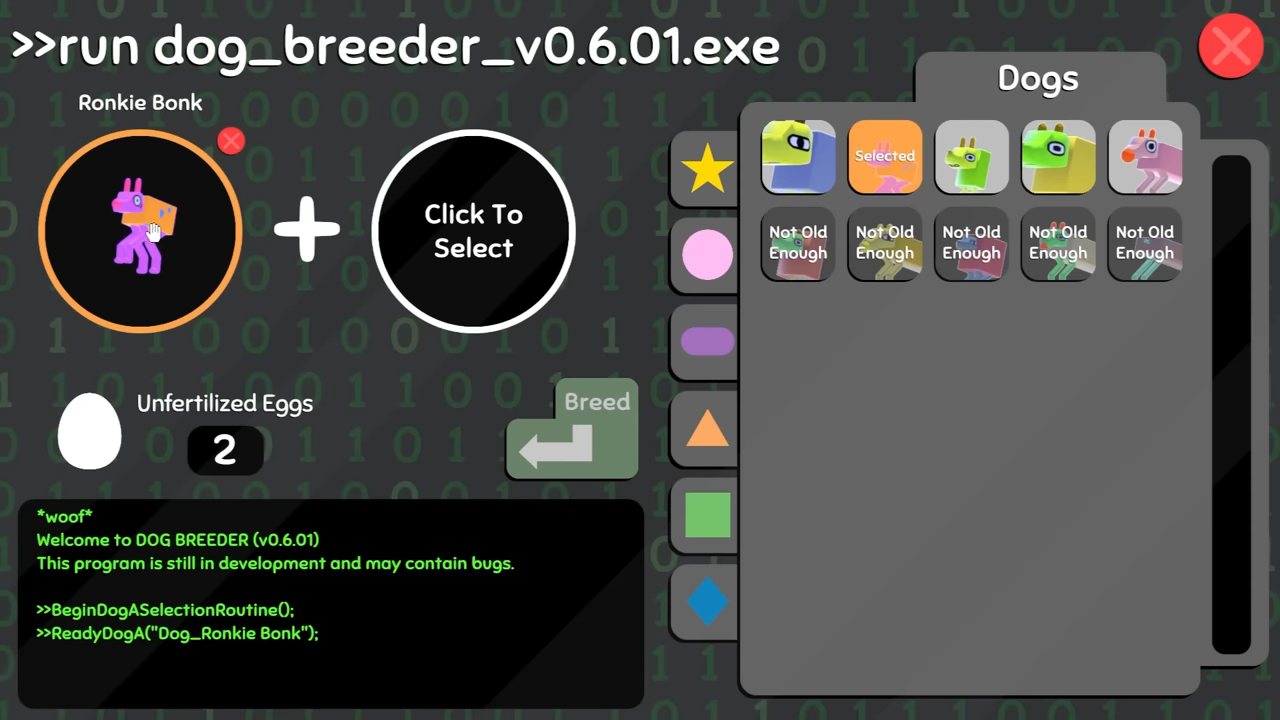 >>run dog_breeder_v0.6.01.exe
Dogs
Ronkie Bonk
Selected
Click To
Select
Not Old
Enough
Not Old
Enough
Not Old
Enough
Not Old
Enough
Not Old
Enough
Unfertilized Eggs
2
Breed
*woof*
Welcome to DOG BREEDER (v0.6.01)
This program is still in development and may contain bugs.
>>BeginDogASelectionRoutine();
>>ReadyDogA("Dog_Ronkie Bonk");